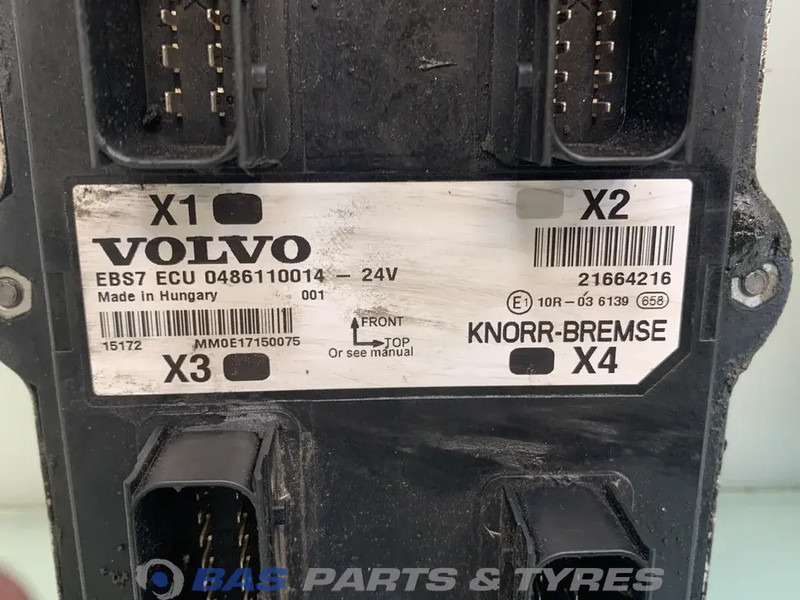 X1 X2
VOLVO
EBS7 ECU 0486110014 – 24V 21664216
Made in Hungary 001 E1 10R – 03 6139 658
15172 MM0E17150075
FRONT
TOP
Or see manual
KNORR-BREMSE
X3 X4
BAS PARTS & TYRES